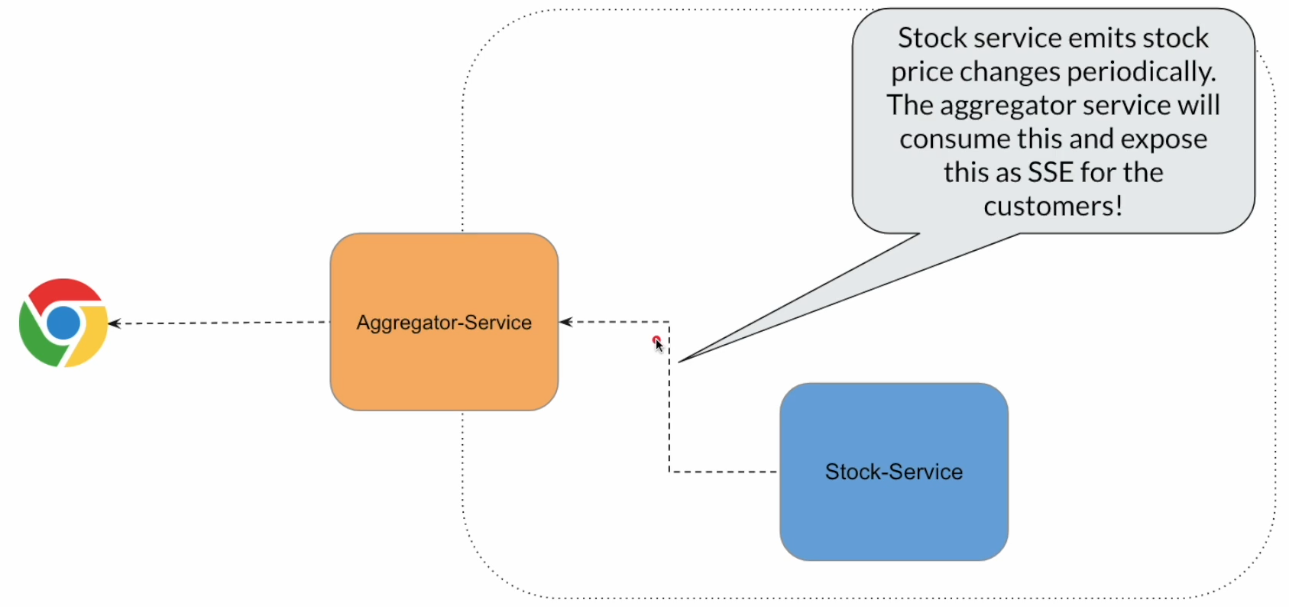 Stock service emits stock
price changes periodically.
The aggregator service will
consume this and expose
this as SSE for the
customers!
Aggregator-Service
Stock-Service